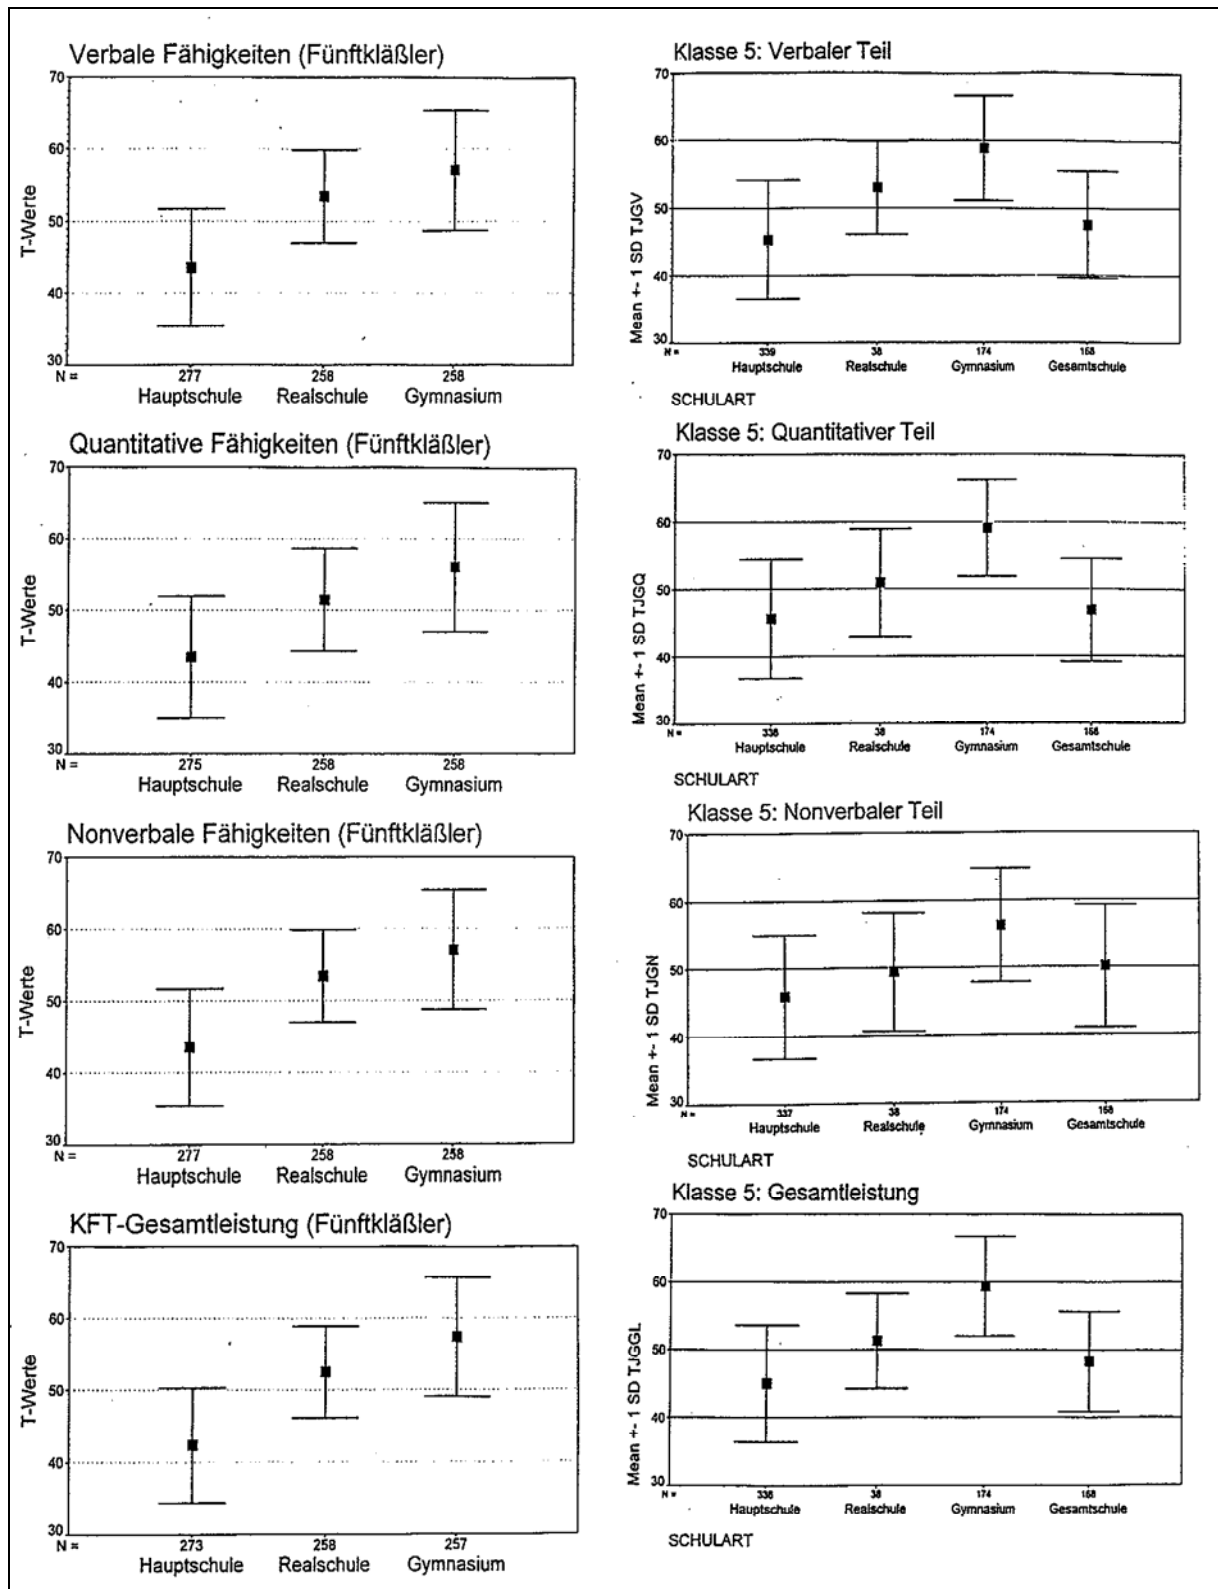 Verbale Fähigkeiten (Fünftkläßler)
70
60
50
40
30
T-Werte
N =
277 258 258
Hauptschule Realschule Gymnasium
Klasse 5: Verbaler Teil
70
60
50
40
30
Mean +- 1 SD TJGV
N =
339 38 174 168
Hauptschule Realschule Gymnasium Gesamtschule
SCHULART
Quantitative Fähigkeiten (Fünftkläßler)
70
60
50
40
30
T-Werte
N =
275 258 258
Hauptschule Realschule Gymnasium
Klasse 5: Quantitativer Teil
70
60
50
40
30
Mean +- 1 SD TJGQ
N =
338 38 174 168
Hauptschule Realschule Gymnasium Gesamtschule
SCHULART
Nonverbale Fähigkeiten (Fünftkläßler)
70
60
50
40
30
T-Werte
N =
277 258 258
Hauptschule Realschule Gymnasium
Klasse 5: Nonverbaler Teil
70
60
50
40
30
Mean +- 1 SD TJGN
N =
337 38 174 168
Hauptschule Realschule Gymnasium Gesamtschule
SCHULART
KFT-Gesamtleistung (Fünftkläßler)
70
60
50
40
30
T-Werte
N =
273 258 257
Hauptschule Realschule Gymnasium
Klasse 5: Gesamtleistung
70
60
50
40
30
Mean +- 1 SD TJGGL
N =
336 38 174 168
Hauptschule Realschule Gymnasium Gesamtschule
SCHULART